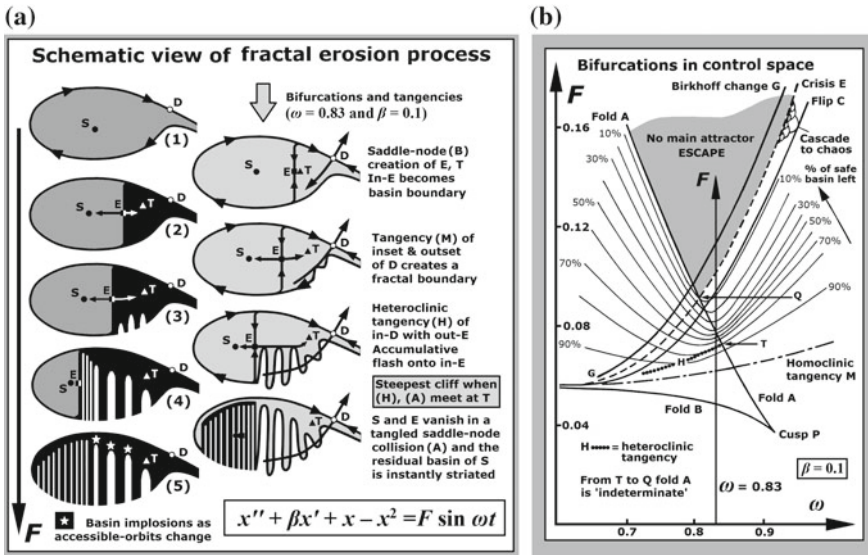 (a)
Schematic view of fractal erosion process
S
D
(1)
S
E
T
D
(2)
S
E
T
D
(3)
S
E
T
D
(4)
T
D
(5)
F
Basin implosions as
accessible-orbits change
Bifurcations and tangencies
(ω = 0.83 and β = 0.1)
S
E
T
D
Saddle-node (B)
creation of E, T
In-E becomes
basin boundary
S
E
T
D
Tangency (M) of
inset & outset
of D creates a
fractal boundary
S
E
T
D
Heteroclinic
tangency (H) of
in-D with out-E
Accumulative
flash onto in-E
Steepest cliff when
(H), (A) meet at T
T
D
S and E vanish in a
tangled saddle-node
collision (A) and the
residual basin of S
is instantly striated
x'' + βx' + x – x² = F sin ωt
(b)
Bifurcations in control space
F
Birkhoff change G
Crisis E
Flip C
Fold A
0.16
10%
30%
50%
70%
90%
No main attractor
ESCAPE
Cascade
to chaos
% of safe
basin left
F
10%
30%
50%
70%
90%
0.12
0.08
0.04
Q
T
G
H
Homoclinic
tangency M
Fold A
Fold B
Cusp P
H = heteroclinic
tangency
From T to Q fold A
is 'indeterminate'
ω = 0.83
β = 0.1
ω
0.7
0.8
0.9